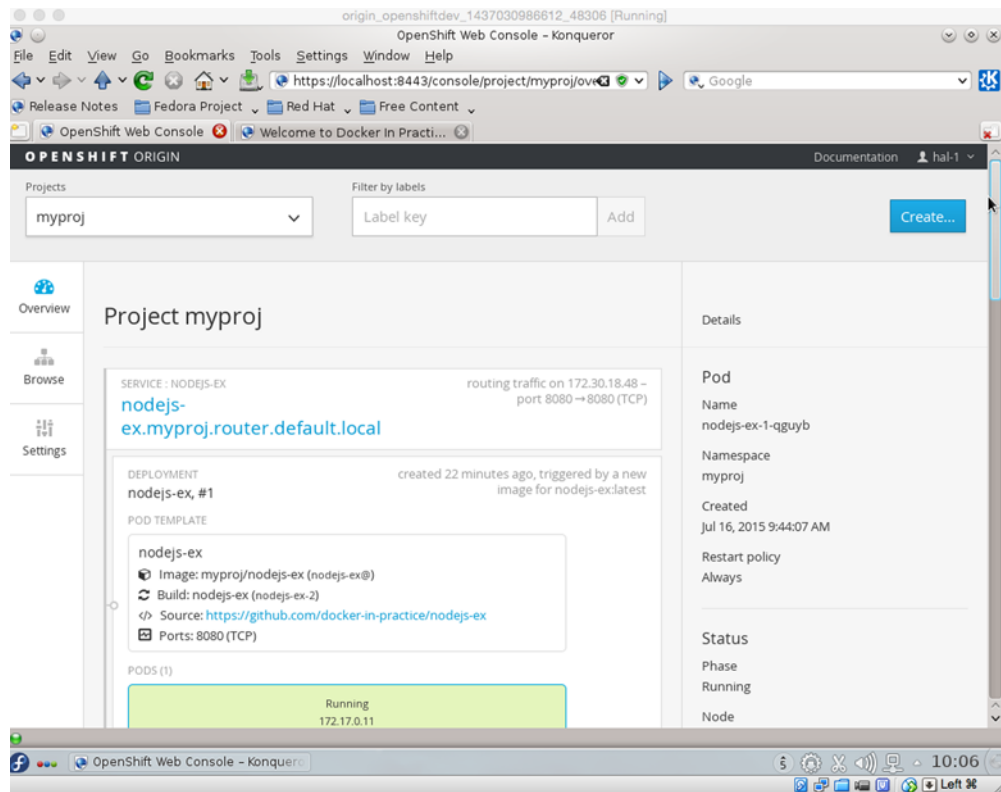 origin_openshiftdev_1437030986612_48306 [Running]
OpenShift Web Console – Konqueror
File Edit View Go Bookmarks Tools Settings Window Help
https://localhost:8443/console/project/myproj/ove
Google
Release Notes Fedora Project Red Hat Free Content
OpenShift Web Console Welcome to Docker In Practi...
OPENSHIFT ORIGIN Documentation hal-1
Projects
myproj
Filter by labels
Label key Add
Create...
Overview
Browse
Settings
Project myproj
SERVICE : NODEJS-EX
nodejs-
ex.myproj.router.default.local
routing traffic on 172.30.18.48 –
port 8080 → 8080 (TCP)
DEPLOYMENT
nodejs-ex, #1
created 22 minutes ago, triggered by a new
image for nodejs-ex:latest
POD TEMPLATE
nodejs-ex
Image: myproj/nodejs-ex (nodejs-ex@)
Build: nodejs-ex (nodejs-ex-2)
</> Source: https://github.com/docker-in-practice/nodejs-ex
Ports: 8080 (TCP)
PODS (1)
Running
172.17.0.11
Details
Pod
Name
nodejs-ex-1-qguyb
Namespace
myproj
Created
Jul 16, 2015 9:44:07 AM
Restart policy
Always
Status
Phase
Running
Node
OpenShift Web Console – Konquero
10:06
Left ⌘